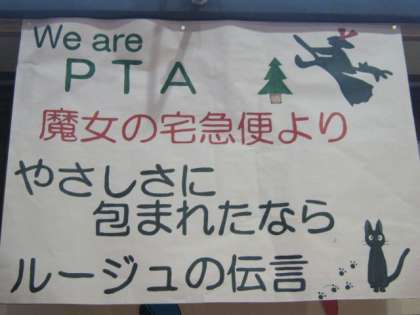 We are
PTA
魔女の宅急便より
やさしさに
包まれたなら
ルージュの伝言